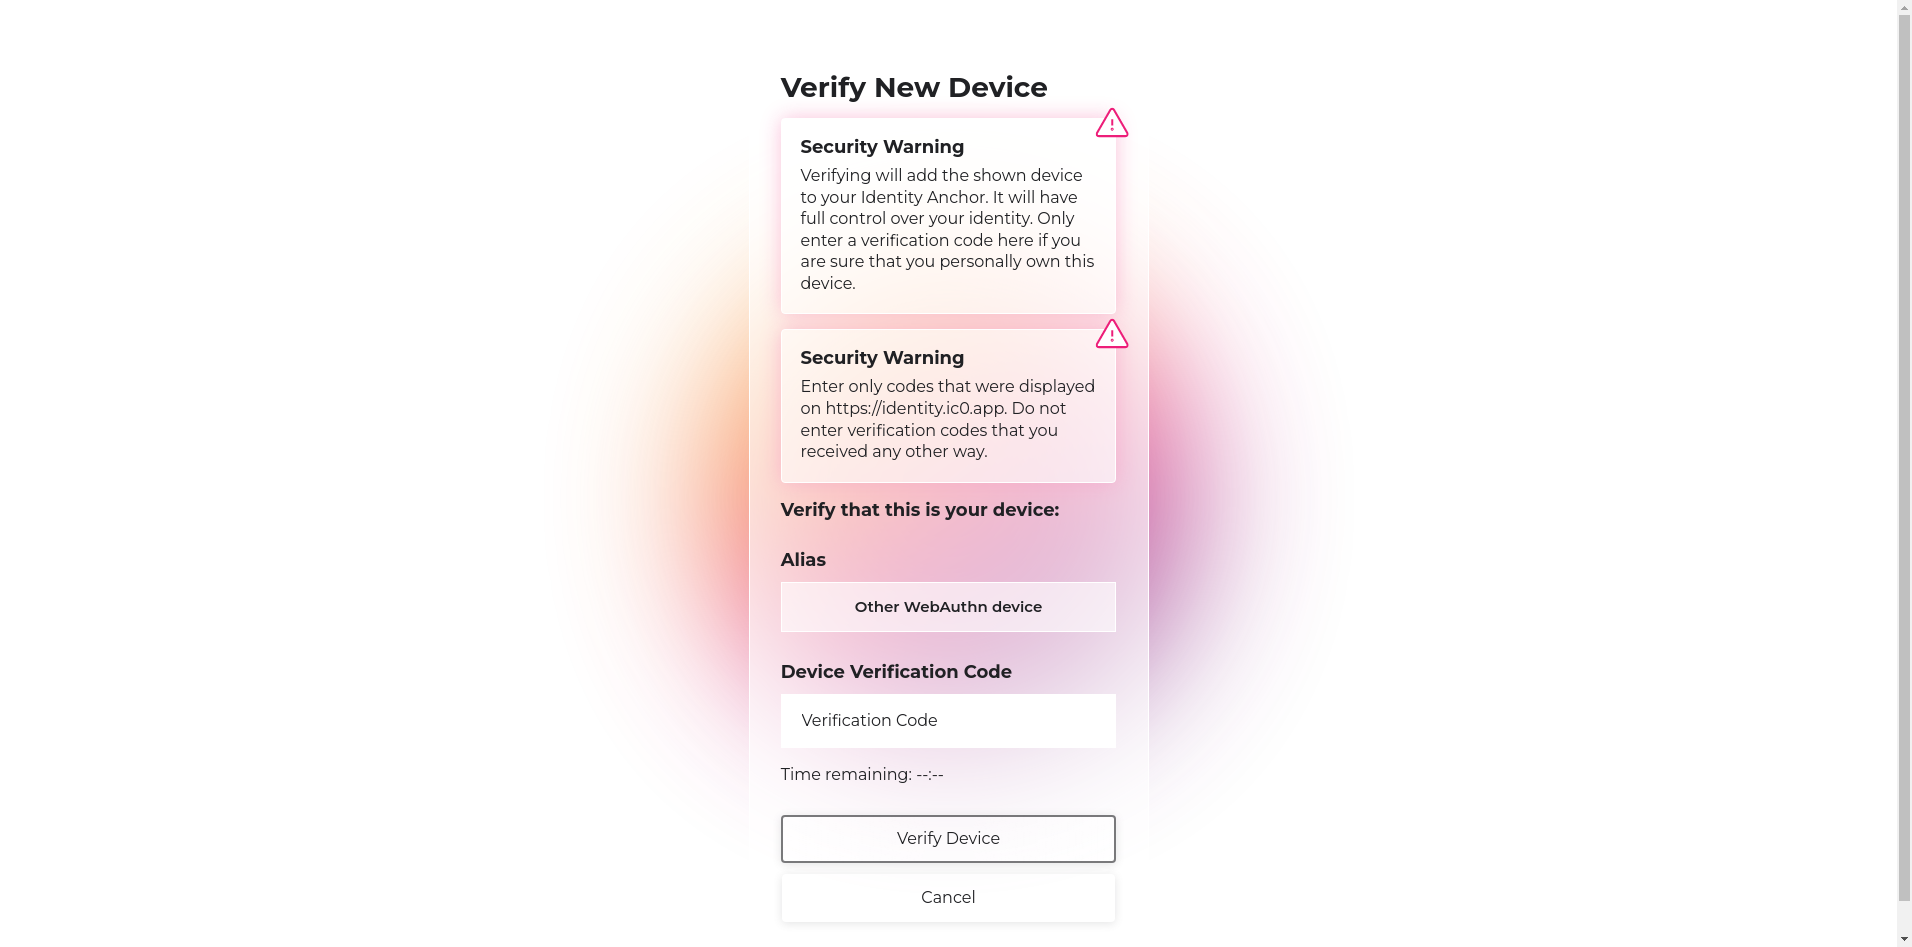 Verify New Device
Security Warning
Verifying will add the shown device
to your Identity Anchor. It will have
full control over your identity. Only
enter a verification code here if you
are sure that you personally own this
device.
Security Warning
Enter only codes that were displayed
on https://identity.ic0.app. Do not
enter verification codes that you
received any other way.
Verify that this is your device:
Alias
Other WebAuthn device
Device Verification Code
Verification Code
Time remaining: --:--
Verify Device
Cancel